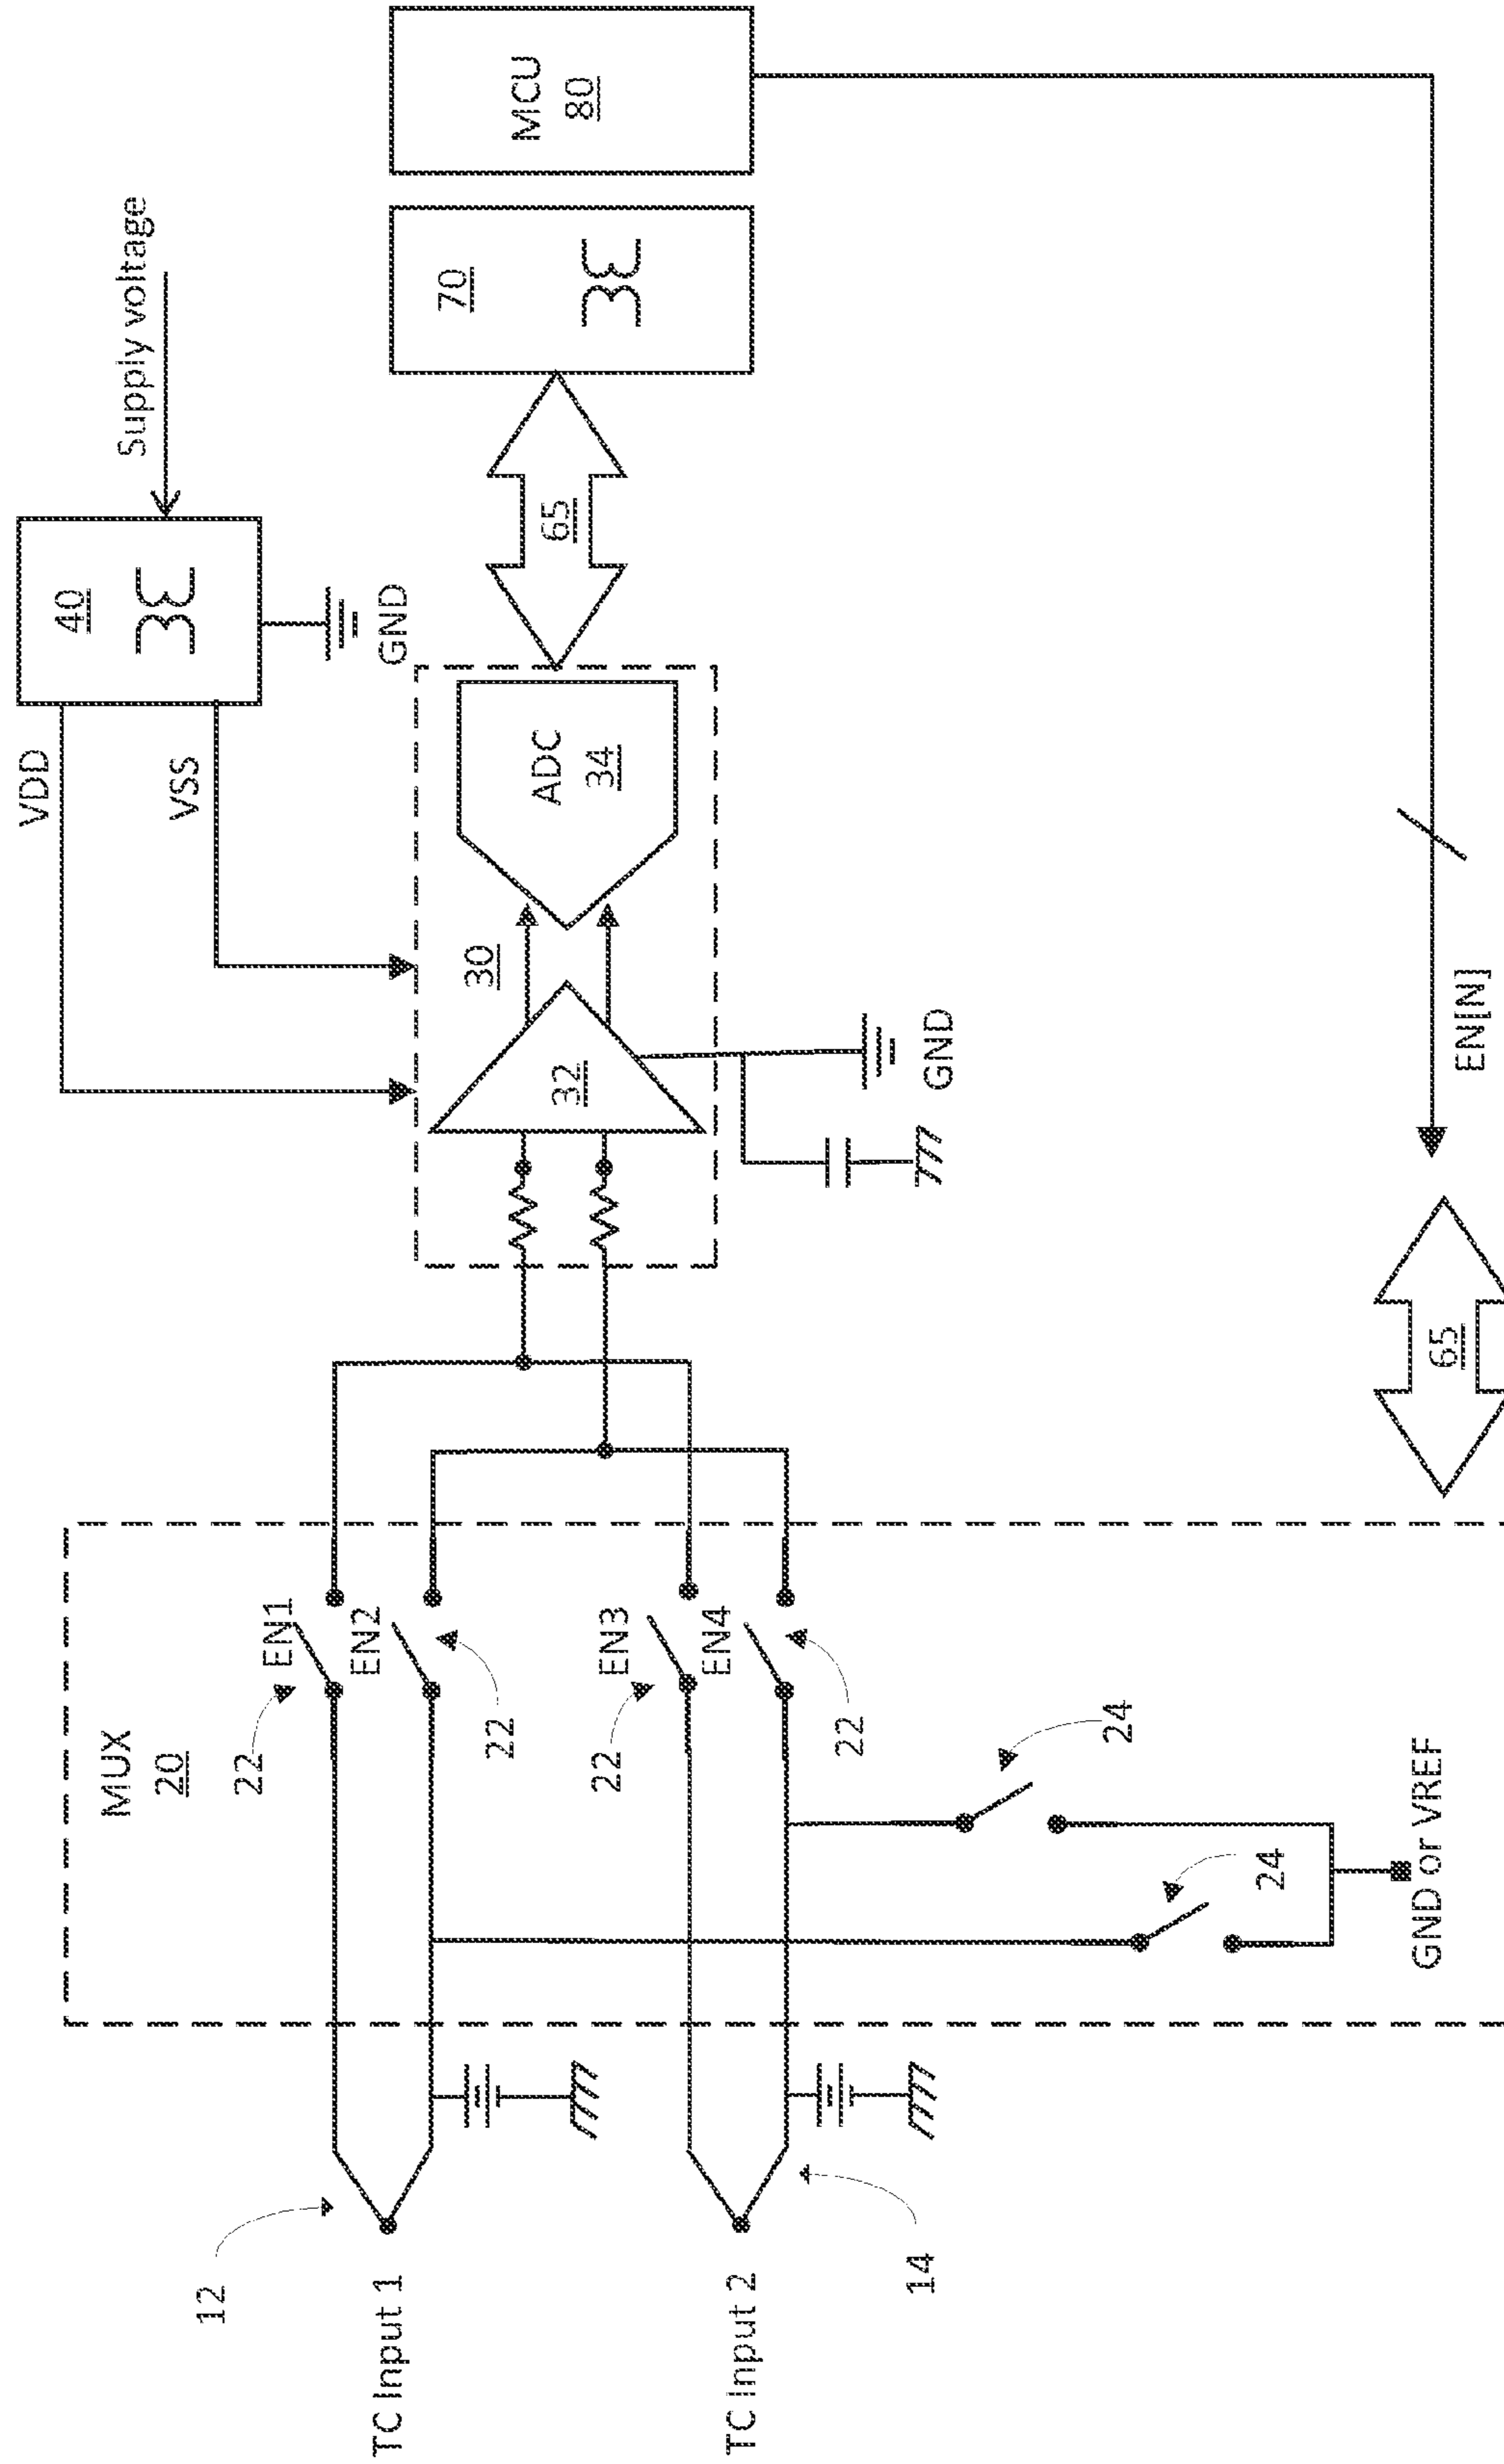 Supply voltage
VDD
40
VSS
GND
MUX
20
22
EN1
EN2
22
30
32
ADC
34
65
70
MCU
80
12
TC Input 1
22
EN3
EN4
22
GND
TC Input 2
14
24
24
GND or VREF
65
EN[N]